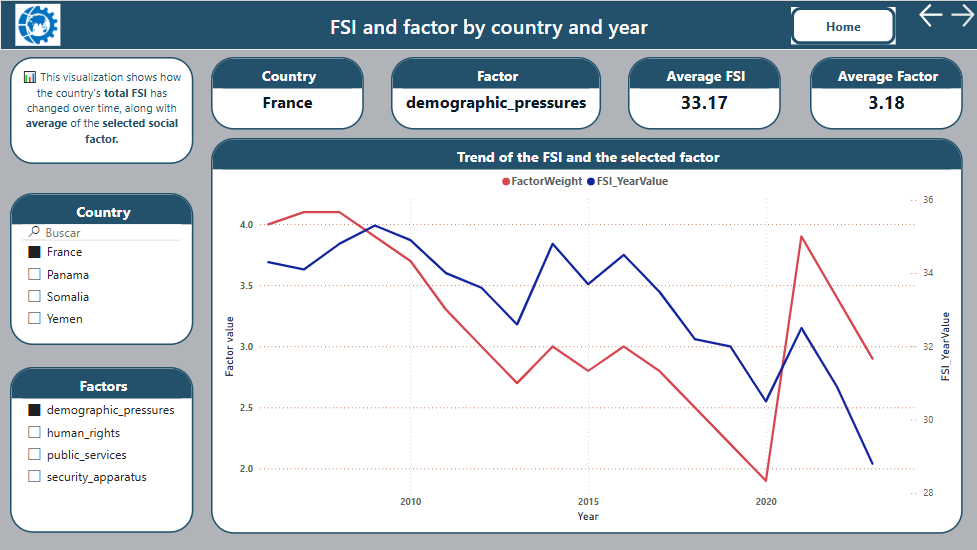 FSI and factor by country and year
Home
📊 This visualization shows how
the country's total FSI has
changed over time, along with
average of the selected social
factor.
Country
France
Factor
demographic_pressures
Average FSI
33.17
Average Factor
3.18
Country
Buscar
France
Panama
Somalia
Yemen
Factors
demographic_pressures
human_rights
public_services
security_apparatus
Trend of the FSI and the selected factor
FactorWeight FSI_YearValue
Factor value
4.0
3.5
3.0
2.5
2.0
36
34
32
30
28
FSI_YearValue
2010 2015 2020
Year